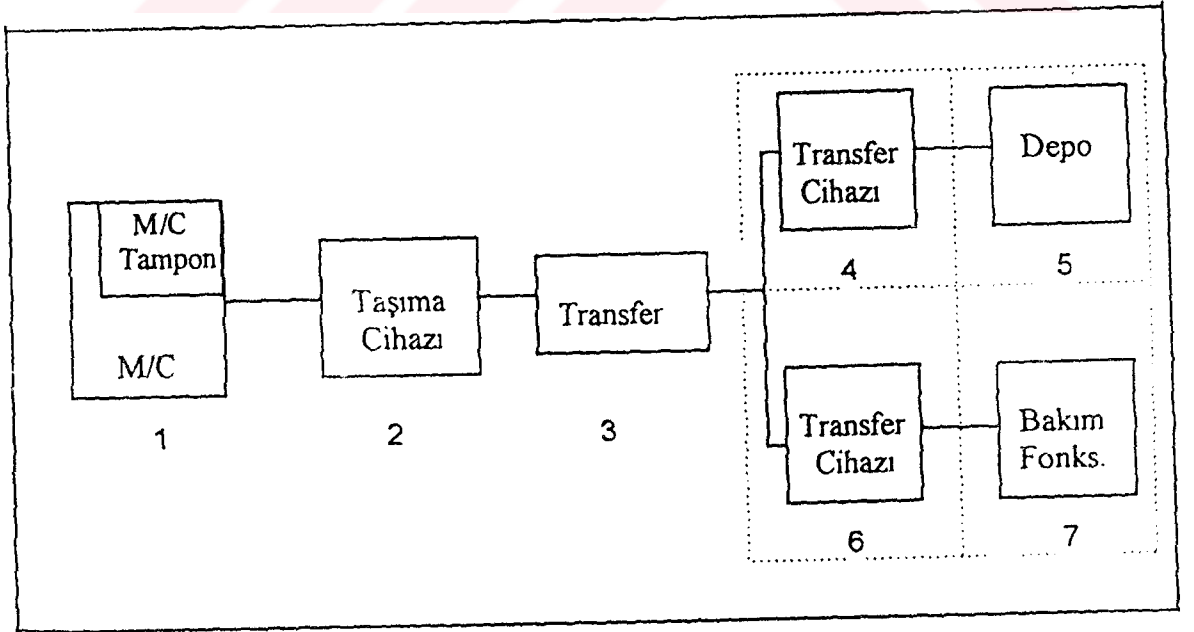 M/C
Tampon
M/C
1
Taşıma
Cihazı
2
Transfer
3
Transfer
Cihazı
4
Depo
5
Transfer
Cihazı
6
Bakım
Fonks.
7